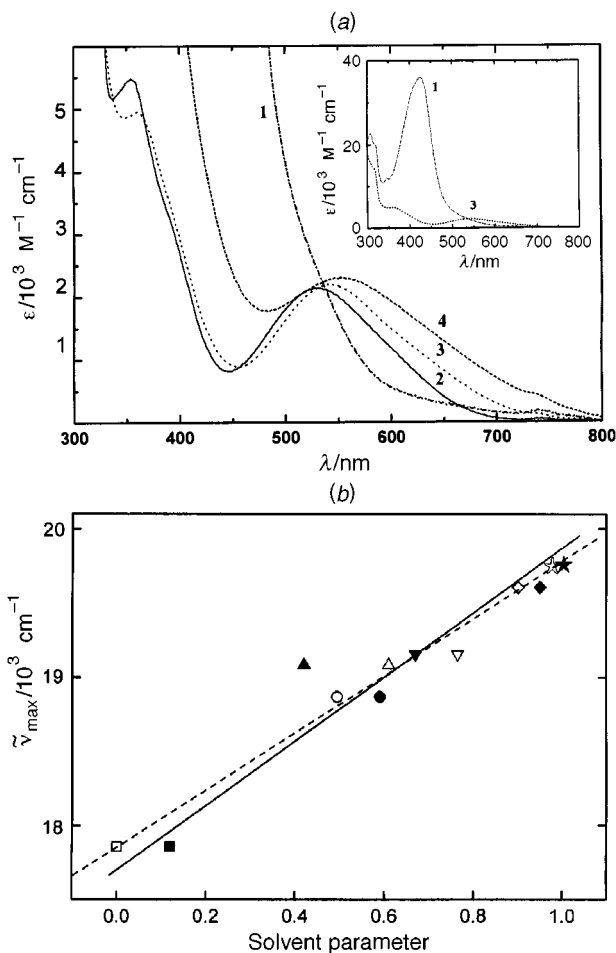 (a)
5
4
3
2
1
ε/10³ M⁻¹ cm⁻¹
300 400 500 600 700 800
λ/nm
1
4
3
2
40
20
0
ε/10³ M⁻¹ cm⁻¹
1
3
300 400 500 600 700 800
λ/nm
(b)
20
19
18
ν̃max/10³ cm⁻¹
0.0 0.2 0.4 0.6 0.8 1.0
Solvent parameter